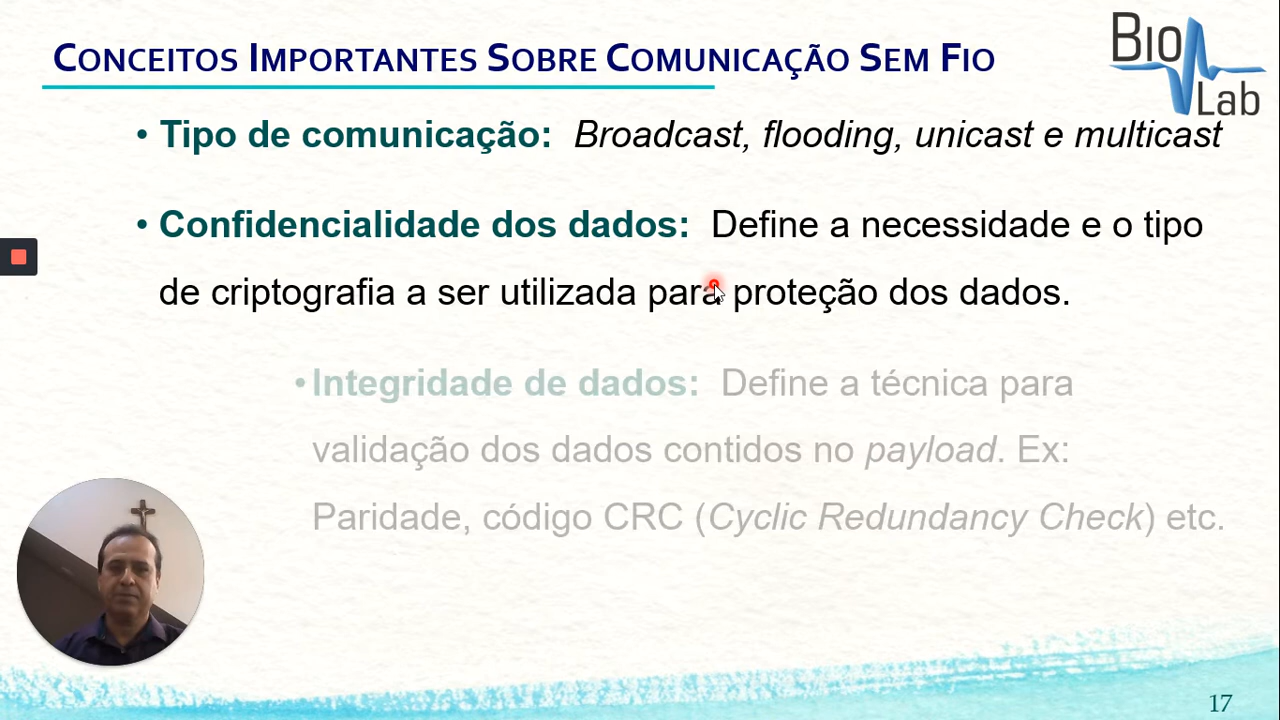 CONCEITOS IMPORTANTES SOBRE COMUNICAÇÃO SEM FIO
Bio Lab
• Tipo de comunicação: Broadcast, flooding, unicast e multicast
• Confidencialidade dos dados: Define a necessidade e o tipo
de criptografia a ser utilizada para proteção dos dados.
• Integridade de dados: Define a técnica para
validação dos dados contidos no payload. Ex:
Paridade, código CRC (Cyclic Redundancy Check) etc.
17